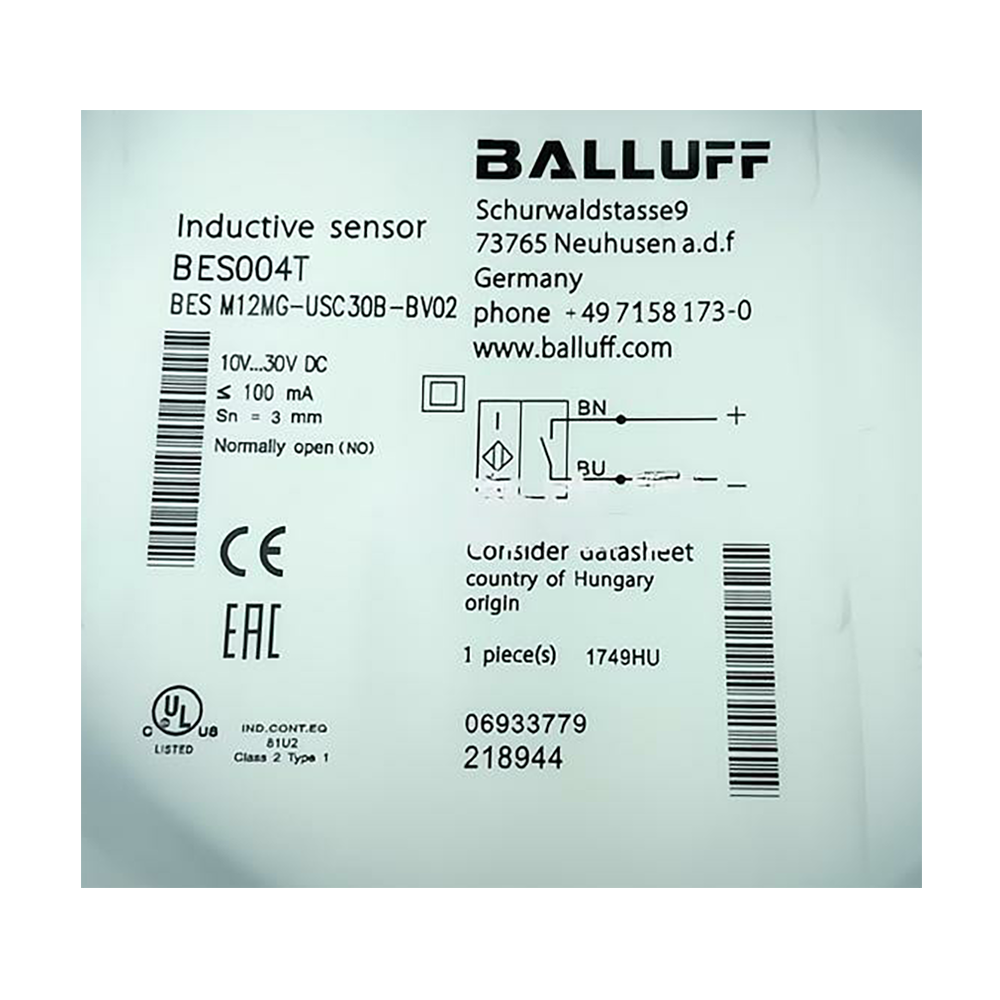 BALLUFF
Schurwaldstasse9
73765 Neuhusen a.d.f
Germany
phone +49 7158 173-0
www.balluff.com
Inductive sensor
BES004T
BES M12MG-USC30B-BV02
10V...30V DC
≤ 100 mA
Sn = 3 mm
Normally open (NO)
BN +
BU −
CE
EAC
Consider datasheet
country of Hungary
origin
1 piece(s) 1749HU
06933779
218944
C UL US
LISTED
IND.CONT.EQ
81U2
Class 2 Type 1